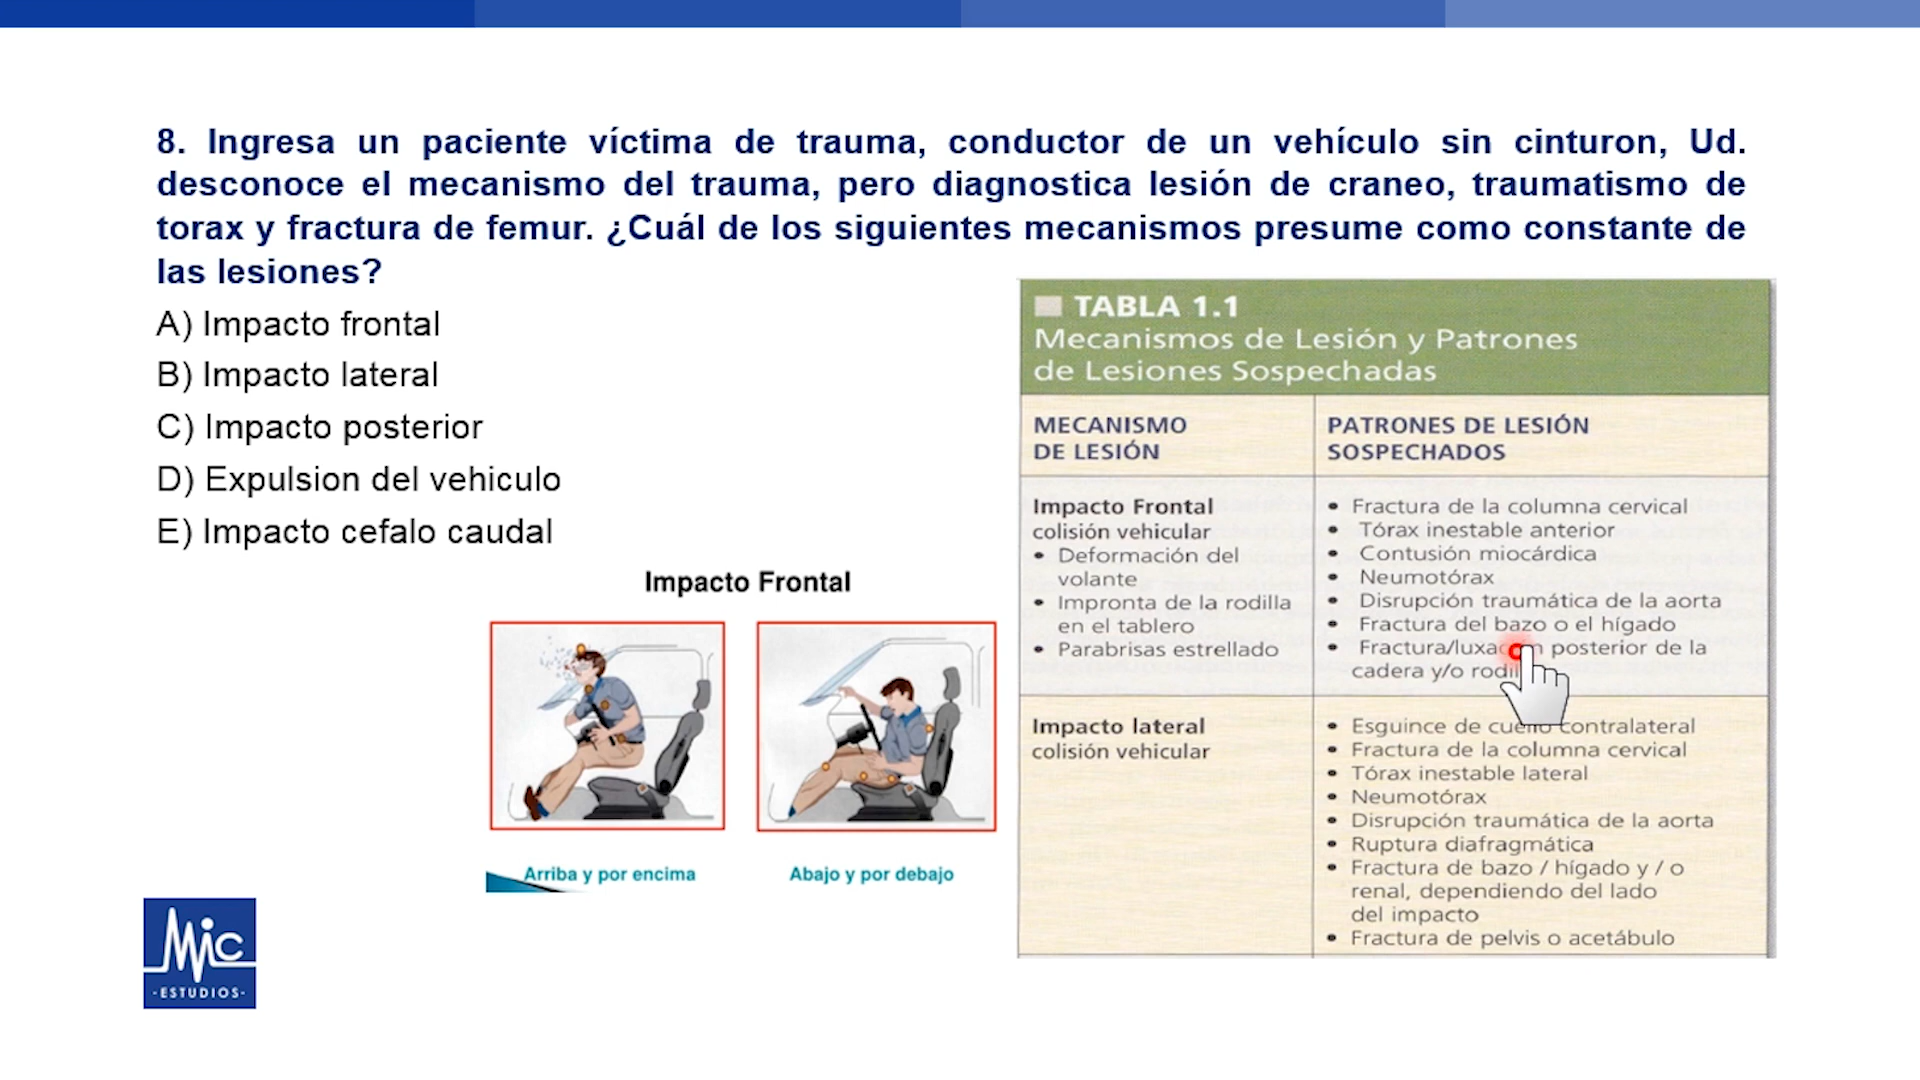 8. Ingresa un paciente víctima de trauma, conductor de un vehículo sin cinturon, Ud.
desconoce el mecanismo del trauma, pero diagnostica lesión de craneo, traumatismo de
torax y fractura de femur. ¿Cuál de los siguientes mecanismos presume como constante de
las lesiones?
A) Impacto frontal
B) Impacto lateral
C) Impacto posterior
D) Expulsion del vehiculo
E) Impacto cefalo caudal
Impacto Frontal
Arriba y por encima
Abajo y por debajo
TABLA 1.1
Mecanismos de Lesión y Patrones
de Lesiones Sospechadas
MECANISMO
DE LESIÓN
PATRONES DE LESIÓN
SOSPECHADOS
Impacto Frontal
colisión vehicular
• Deformación del
volante
• Impronta de la rodilla
en el tablero
• Parabrisas estrellado
• Fractura de la columna cervical
• Tórax inestable anterior
• Contusión miocárdica
• Neumotórax
• Disrupción traumática de la aorta
• Fractura del bazo o el hígado
• posterior de la
cadera y/o
Impacto lateral
colisión vehicular
• Esguince de cuello contralateral
• Fractura de la columna cervical
• Tórax inestable lateral
• Neumotórax
• Disrupción traumática de la aorta
• Ruptura diafragmática
• Fractura de bazo / hígado y / o
renal, dependiendo del lado
del impacto
• Fractura de pelvis o acetábulo
Mic
·ESTUDIOS·